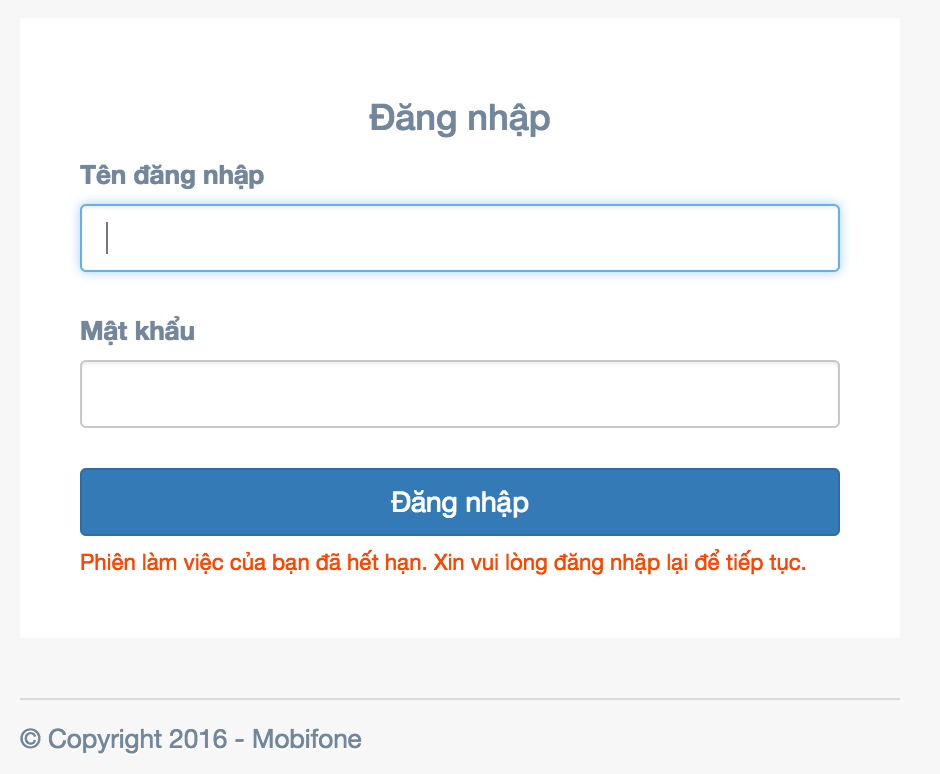 Đăng nhập
Tên đăng nhập
Mật khẩu
Đăng nhập
Phiên làm việc của bạn đã hết hạn. Xin vui lòng đăng nhập lại để tiếp tục.
© Copyright 2016 - Mobifone